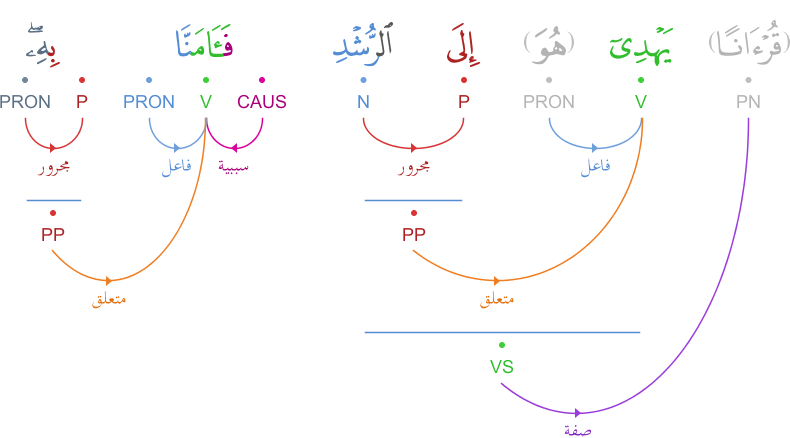 (قُرْءَانًا) يَهْدِىٓ (هُوَ) إِلَى ٱلرُّشْدِ فَـَٔامَنَّا بِهِۦ ۖ
PRON P PRON V CAUS N P PRON V PN
مجرور فاعل سببية مجرور فاعل
PP PP
متعلق متعلق
VS
صفة